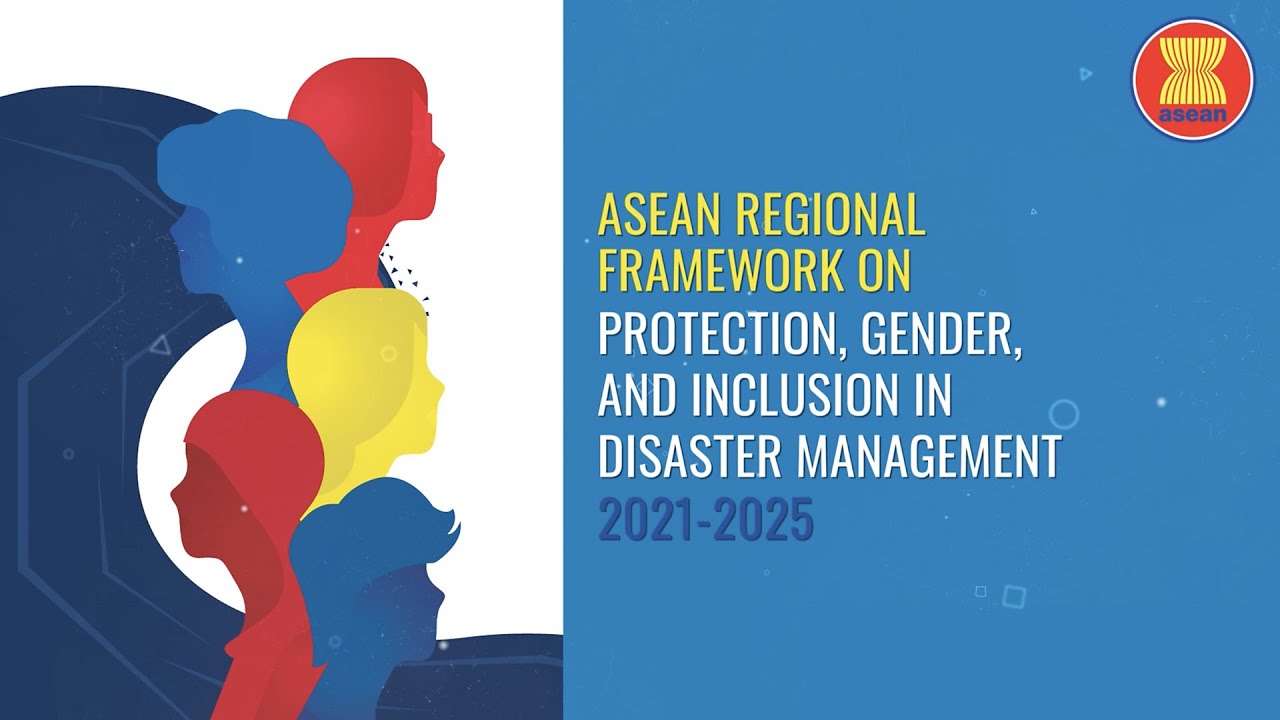 asean
ASEAN REGIONAL
FRAMEWORK ON
PROTECTION, GENDER,
AND INCLUSION IN
DISASTER MANAGEMENT
2021-2025